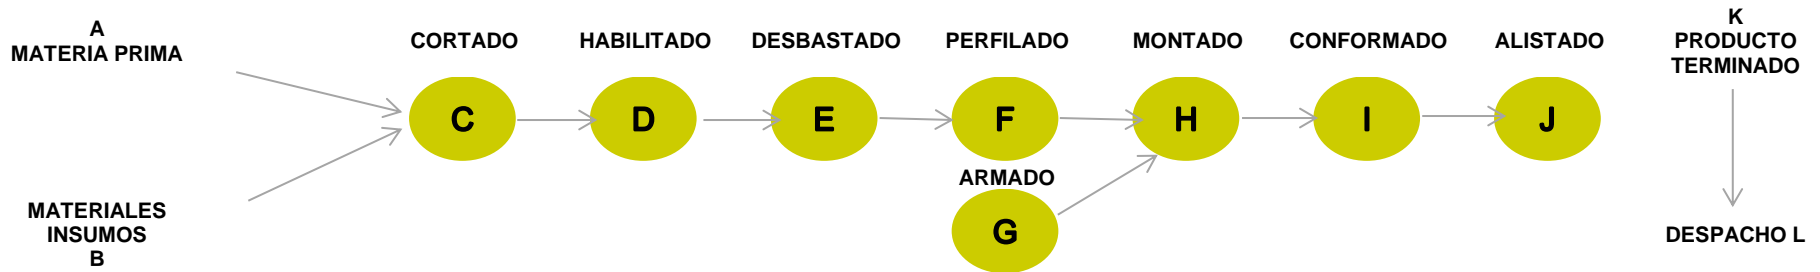 A
MATERIA PRIMA
CORTADO
HABILITADO
DESBASTADO
PERFILADO
MONTADO
CONFORMADO
ALISTADO
K
PRODUCTO
TERMINADO
C
D
E
F
H
I
J
ARMADO
G
MATERIALES
INSUMOS
B
DESPACHO L